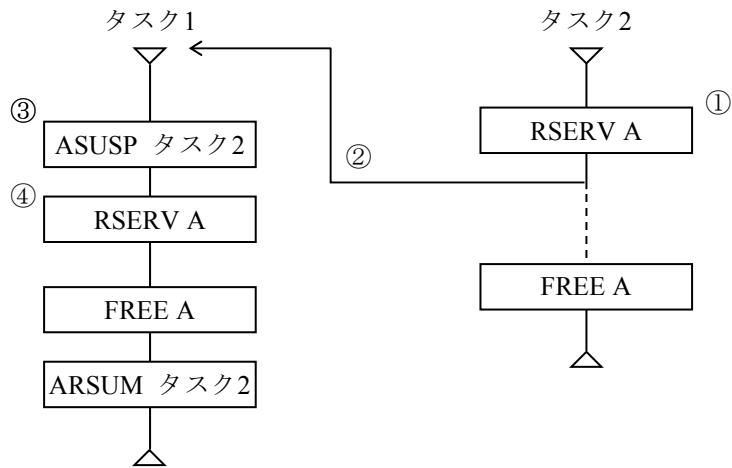 タスク1
③
ASUSP タスク2
④
RSERV A
FREE A
ARSUM タスク2
②
タスク2
①
RSERV A
FREE A